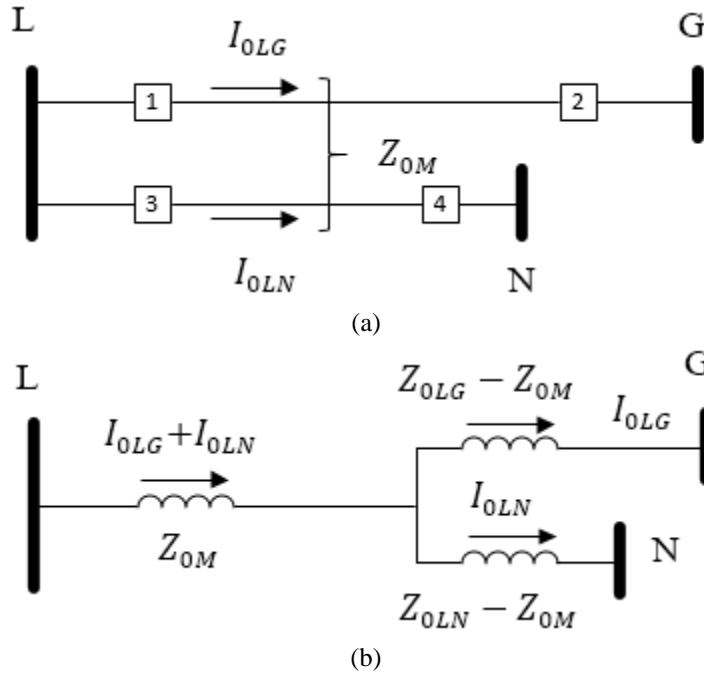 L
G
I_{0LG}
1
2
Z_{0M}
3
4
I_{0LN}
N
(a)
L
G
Z_{0LG} − Z_{0M}
I_{0LG}+I_{0LN}
I_{0LG}
I_{0LN}
Z_{0M}
N
Z_{0LN} − Z_{0M}
(b)